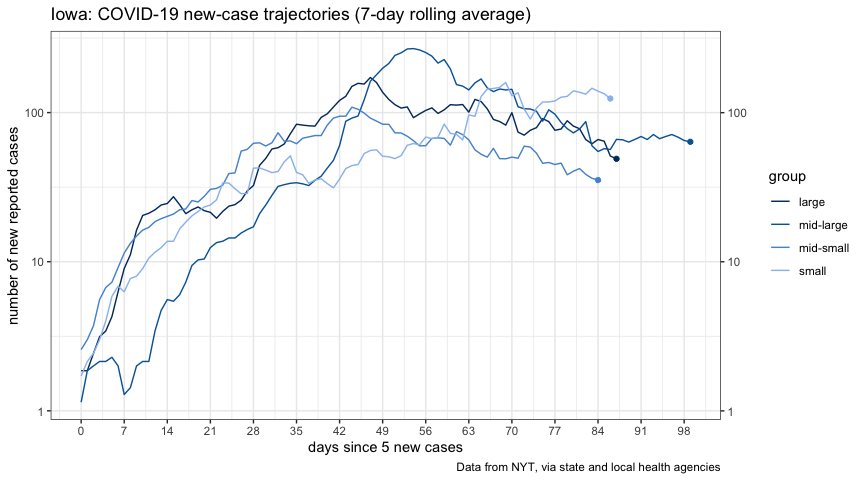 Iowa: COVID-19 new-case trajectories (7-day rolling average)
number of new reported cases
100
10
1
100
10
1
0 7 14 21 28 35 42 49 56 63 70 77 84 91 98
days since 5 new cases
group
large
mid-large
mid-small
small
Data from NYT, via state and local health agencies